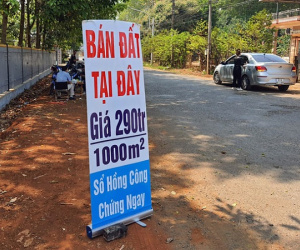 BÁN ĐẤT
TẠI ĐÂY
Giá 290tr
1000m²
Sổ Hồng Công
Chứng Ngay